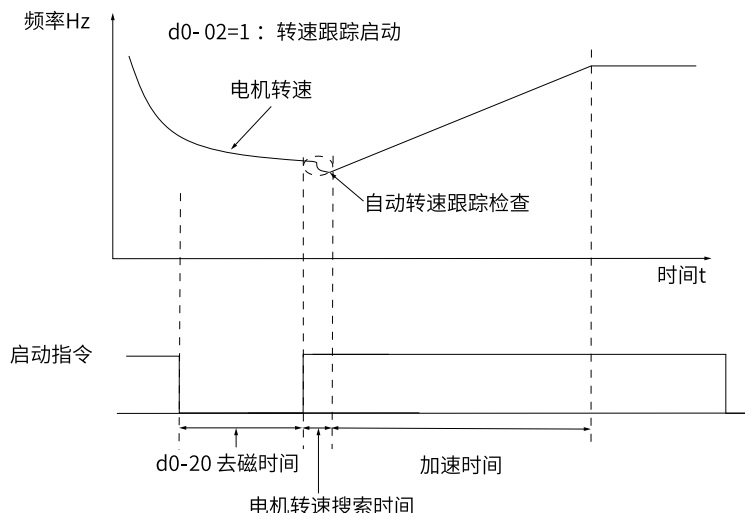 频率Hz
d0- 02=1： 转速跟踪启动
电机转速
自动转速跟踪检查
时间t
启动指令
d0-20 去磁时间
加速时间
电机转速搜索时间